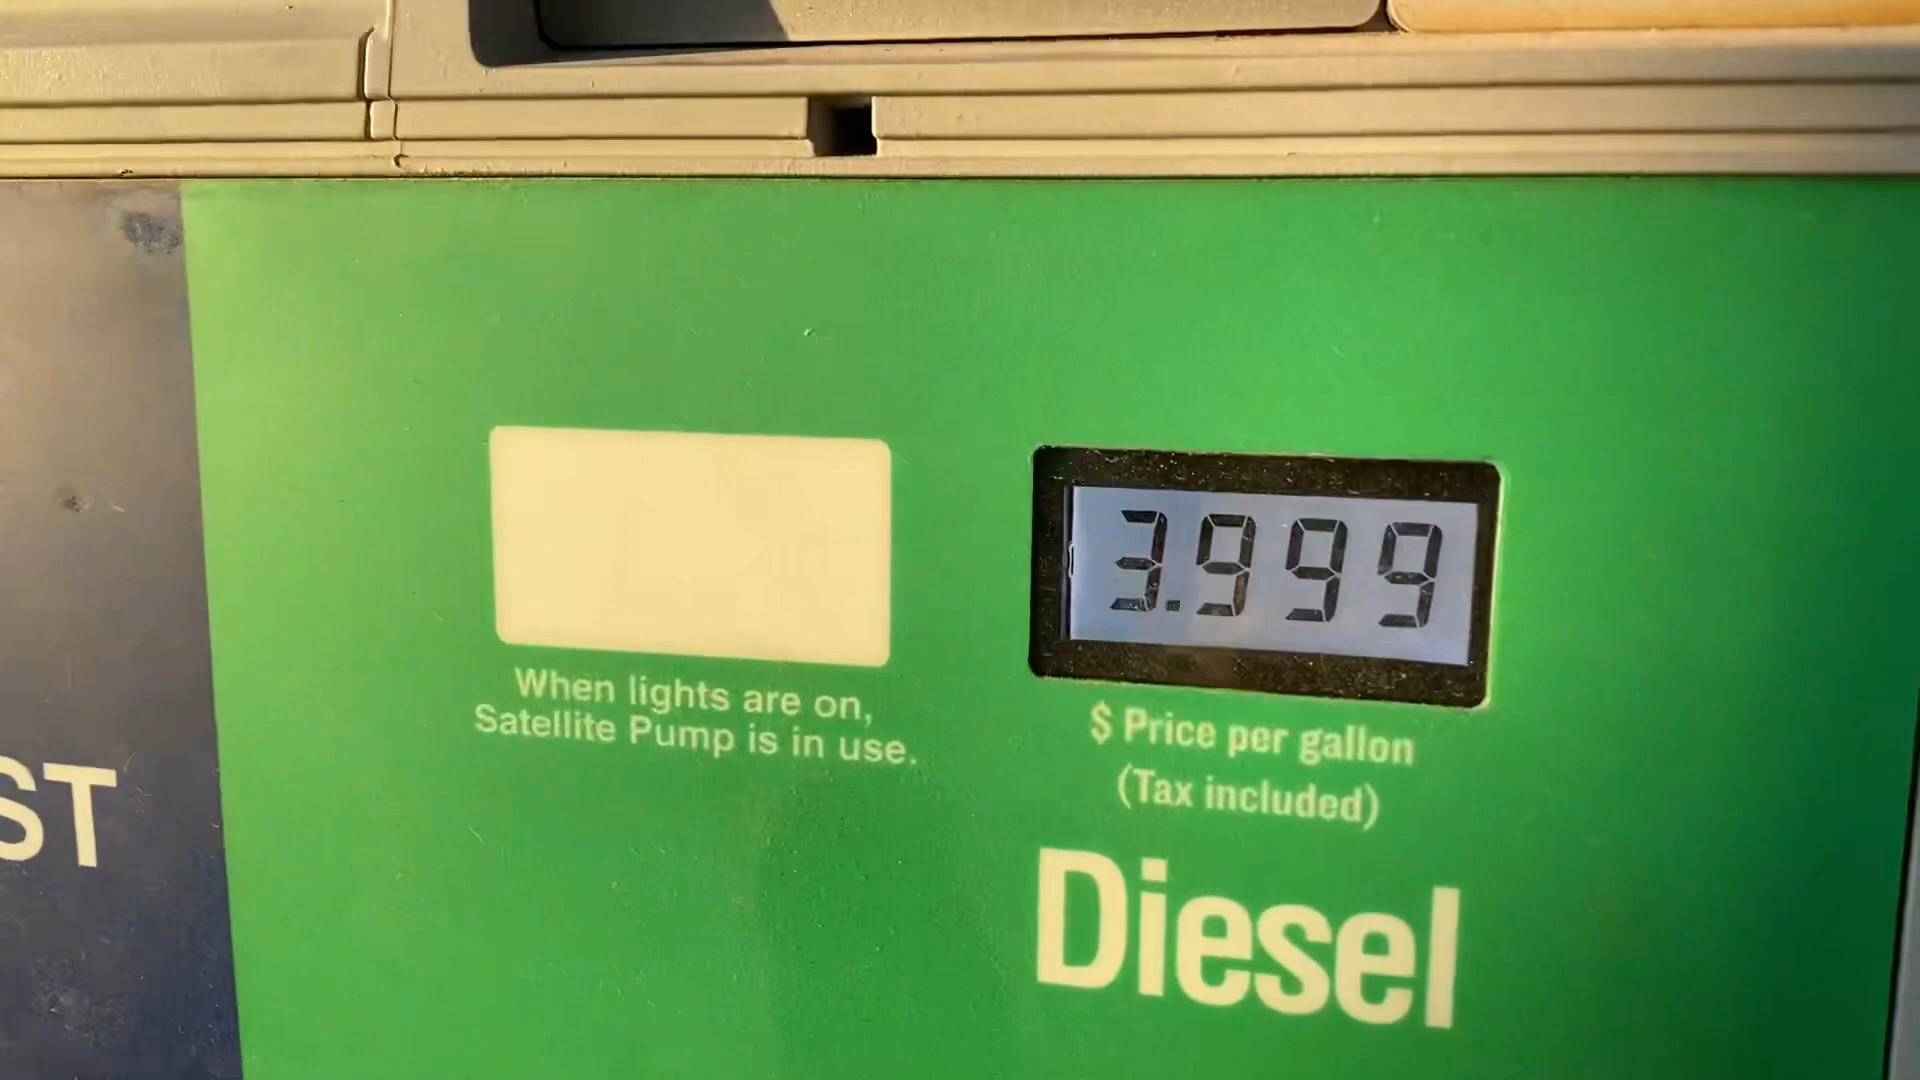 ST
When lights are on,
Satellite Pump is in use.
3.999
$ Price per gallon
(Tax included)
Diesel